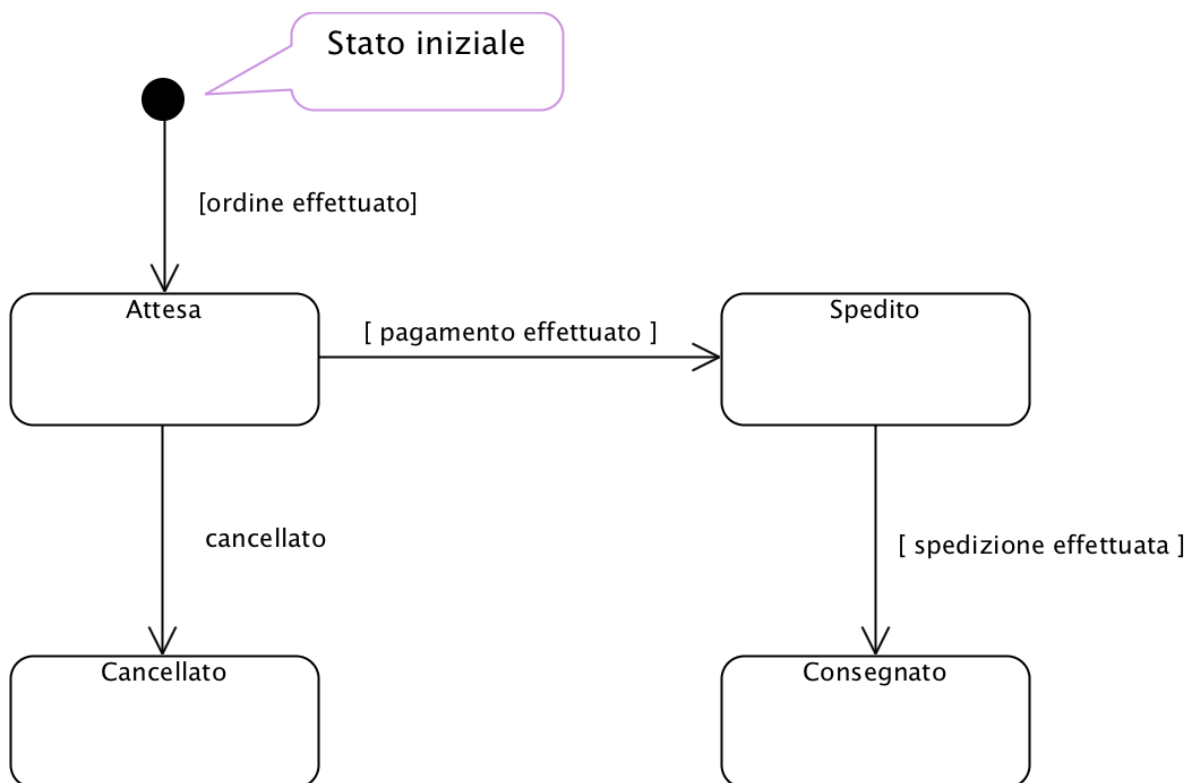 Stato iniziale
[ordine effettuato]
Attesa
[ pagamento effettuato ]
Spedito
cancellato
[ spedizione effettuata ]
Cancellato
Consegnato